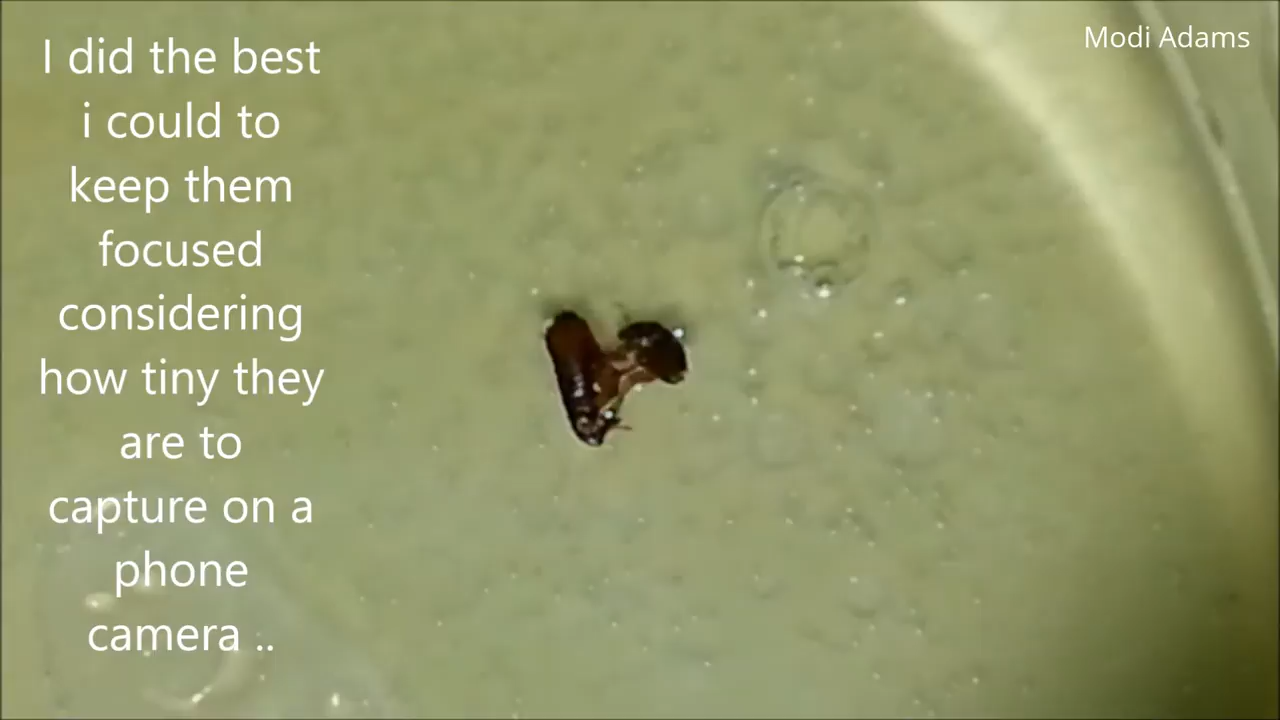 I did the best
i could to
keep them
focused
considering
how tiny they
are to
capture on a
phone
camera ..
Modi Adams